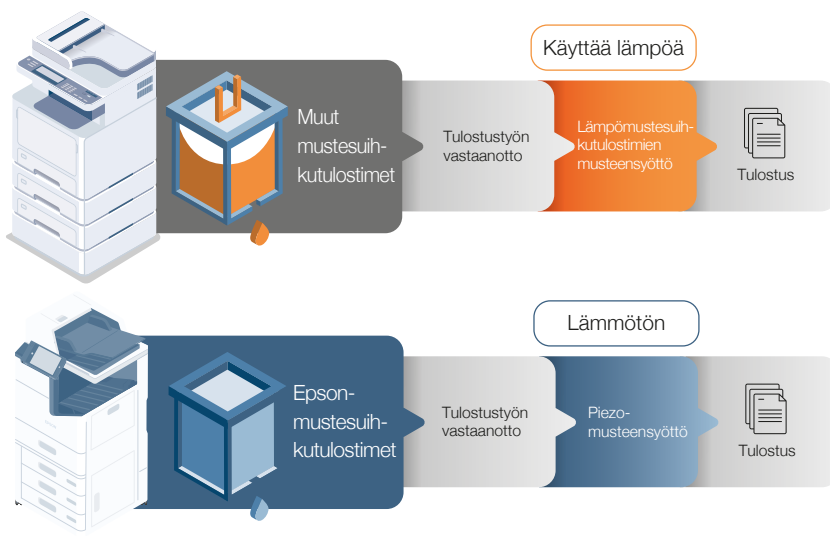 Käyttää lämpöä
Muut
mustesuih-
kutulostimet
Tulostustyön
vastaanotto
Lämpömustesuih-
kutulostimien
musteensyöttö
Tulostus
Lämmötön
Epson-
mustesuih-
kutulostimet
Tulostustyön
vastaanotto
Piezo-
musteensyöttö
Tulostus